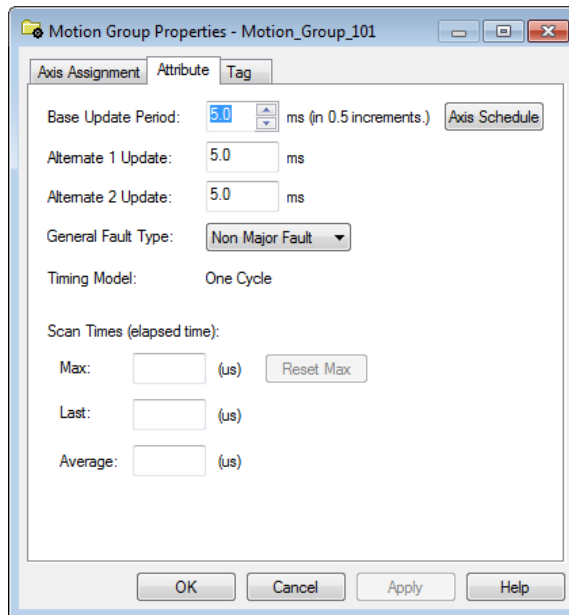 Motion Group Properties - Motion_Group_101
Axis Assignment Attribute Tag
Base Update Period: 5.0 ms (in 0.5 increments.) Axis Schedule
Alternate 1 Update: 5.0 ms
Alternate 2 Update: 5.0 ms
General Fault Type: Non Major Fault
Timing Model: One Cycle
Scan Times (elapsed time):
Max: (us) Reset Max
Last: (us)
Average: (us)
OK Cancel Apply Help